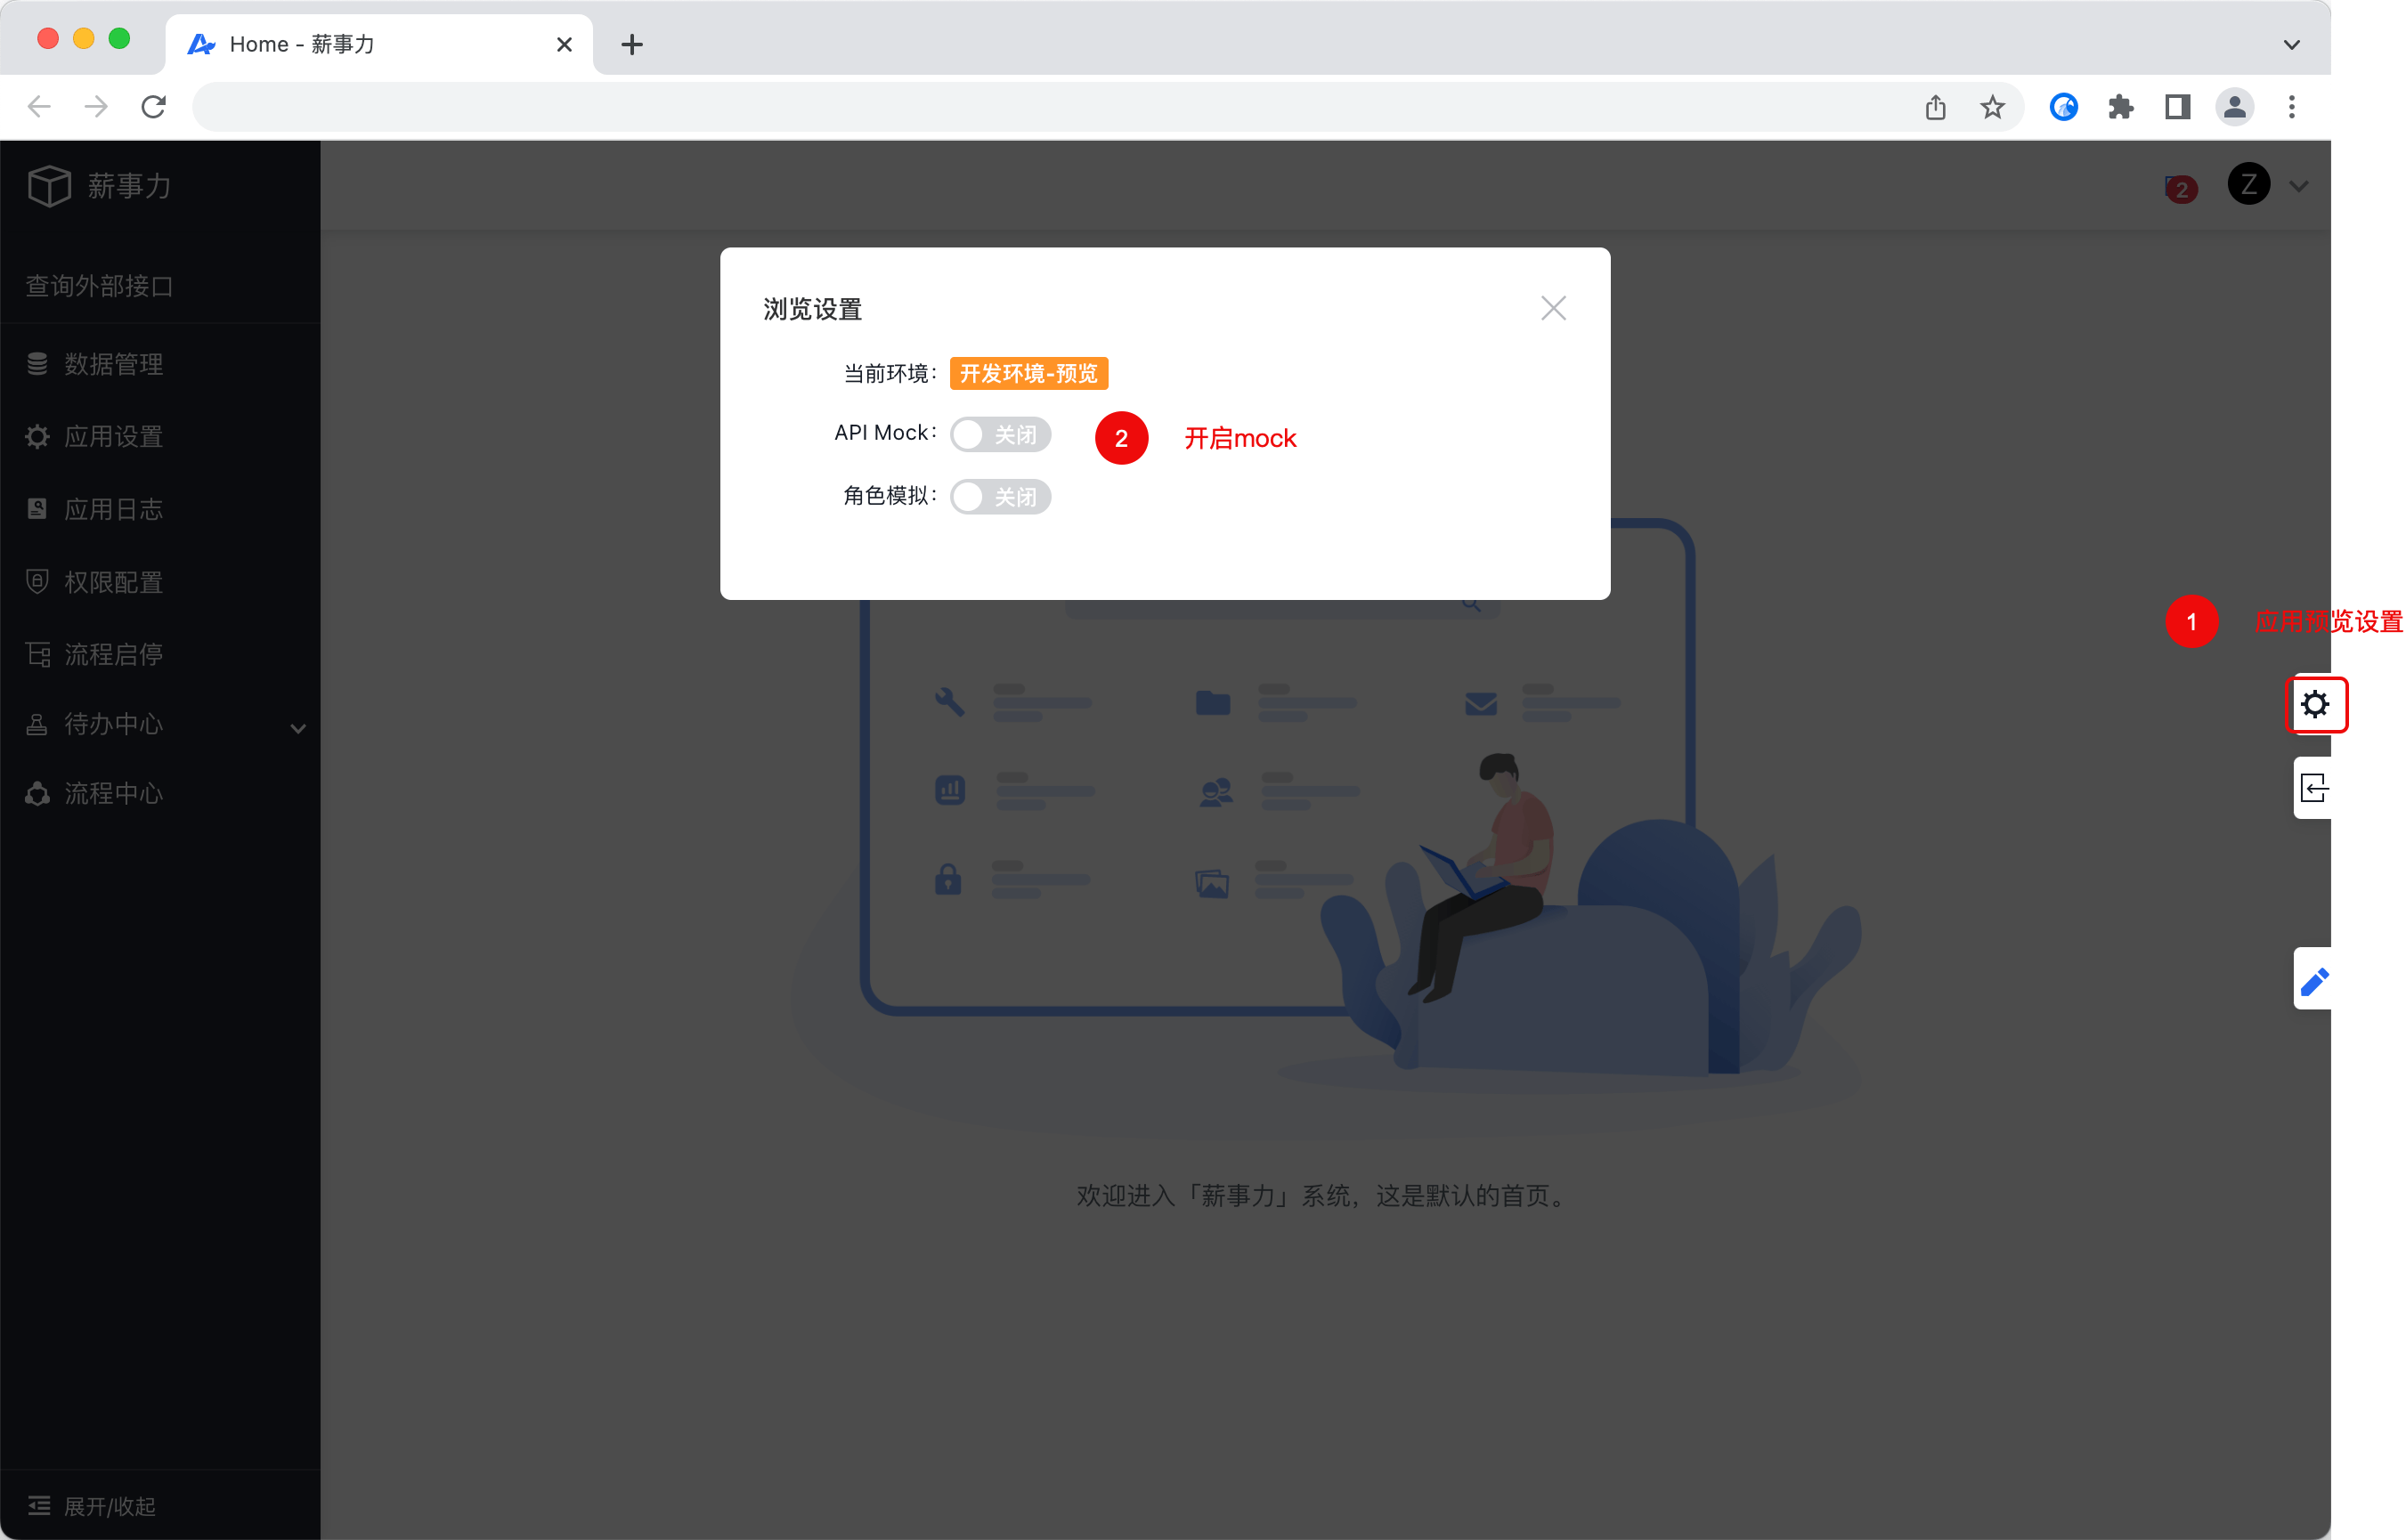 Home - 薪事力
薪事力
2
Z
查询外部接口
数据管理
应用设置
应用日志
权限配置
流程启停
待办中心
流程中心
展开/收起
浏览设置
当前环境：开发环境-预览
API Mock：关闭
2 开启mock
角色模拟：关闭
1 应用预览设置
欢迎进入「薪事力」系统，这是默认的首页。